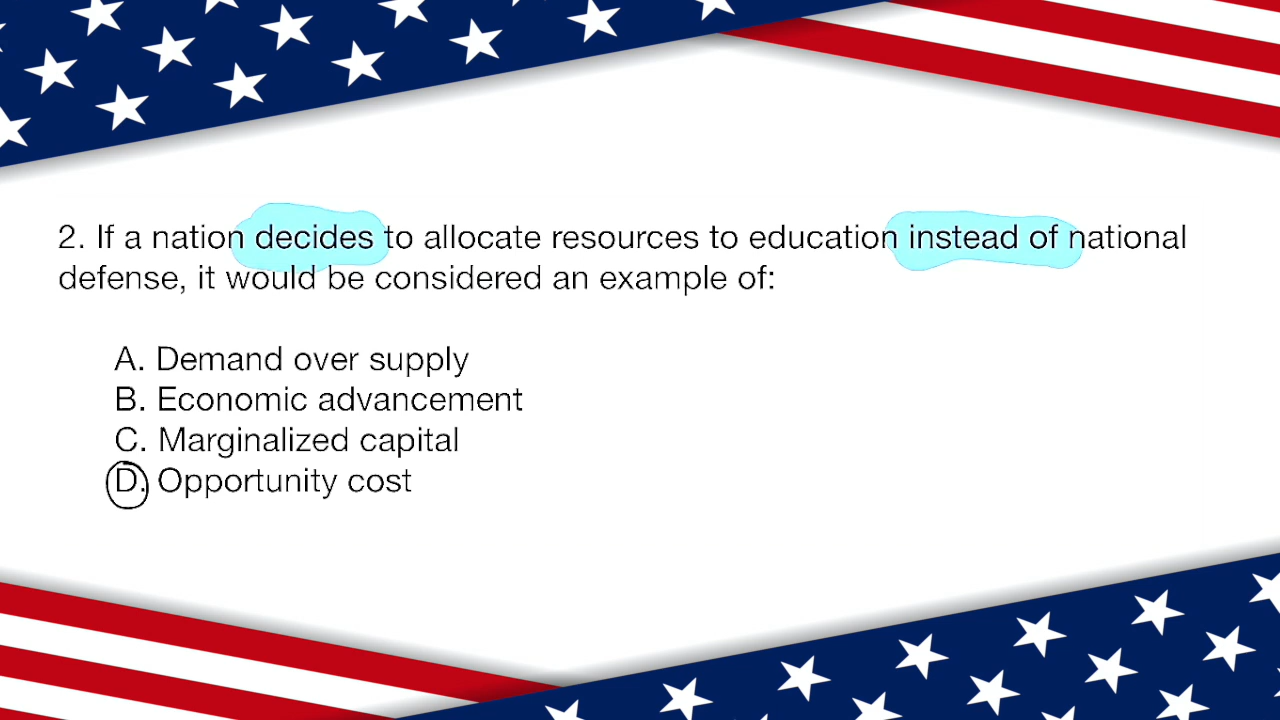 2. If a nation decides to allocate resources to education instead of national
defense, it would be considered an example of:
A. Demand over supply
B. Economic advancement
C. Marginalized capital
D. Opportunity cost